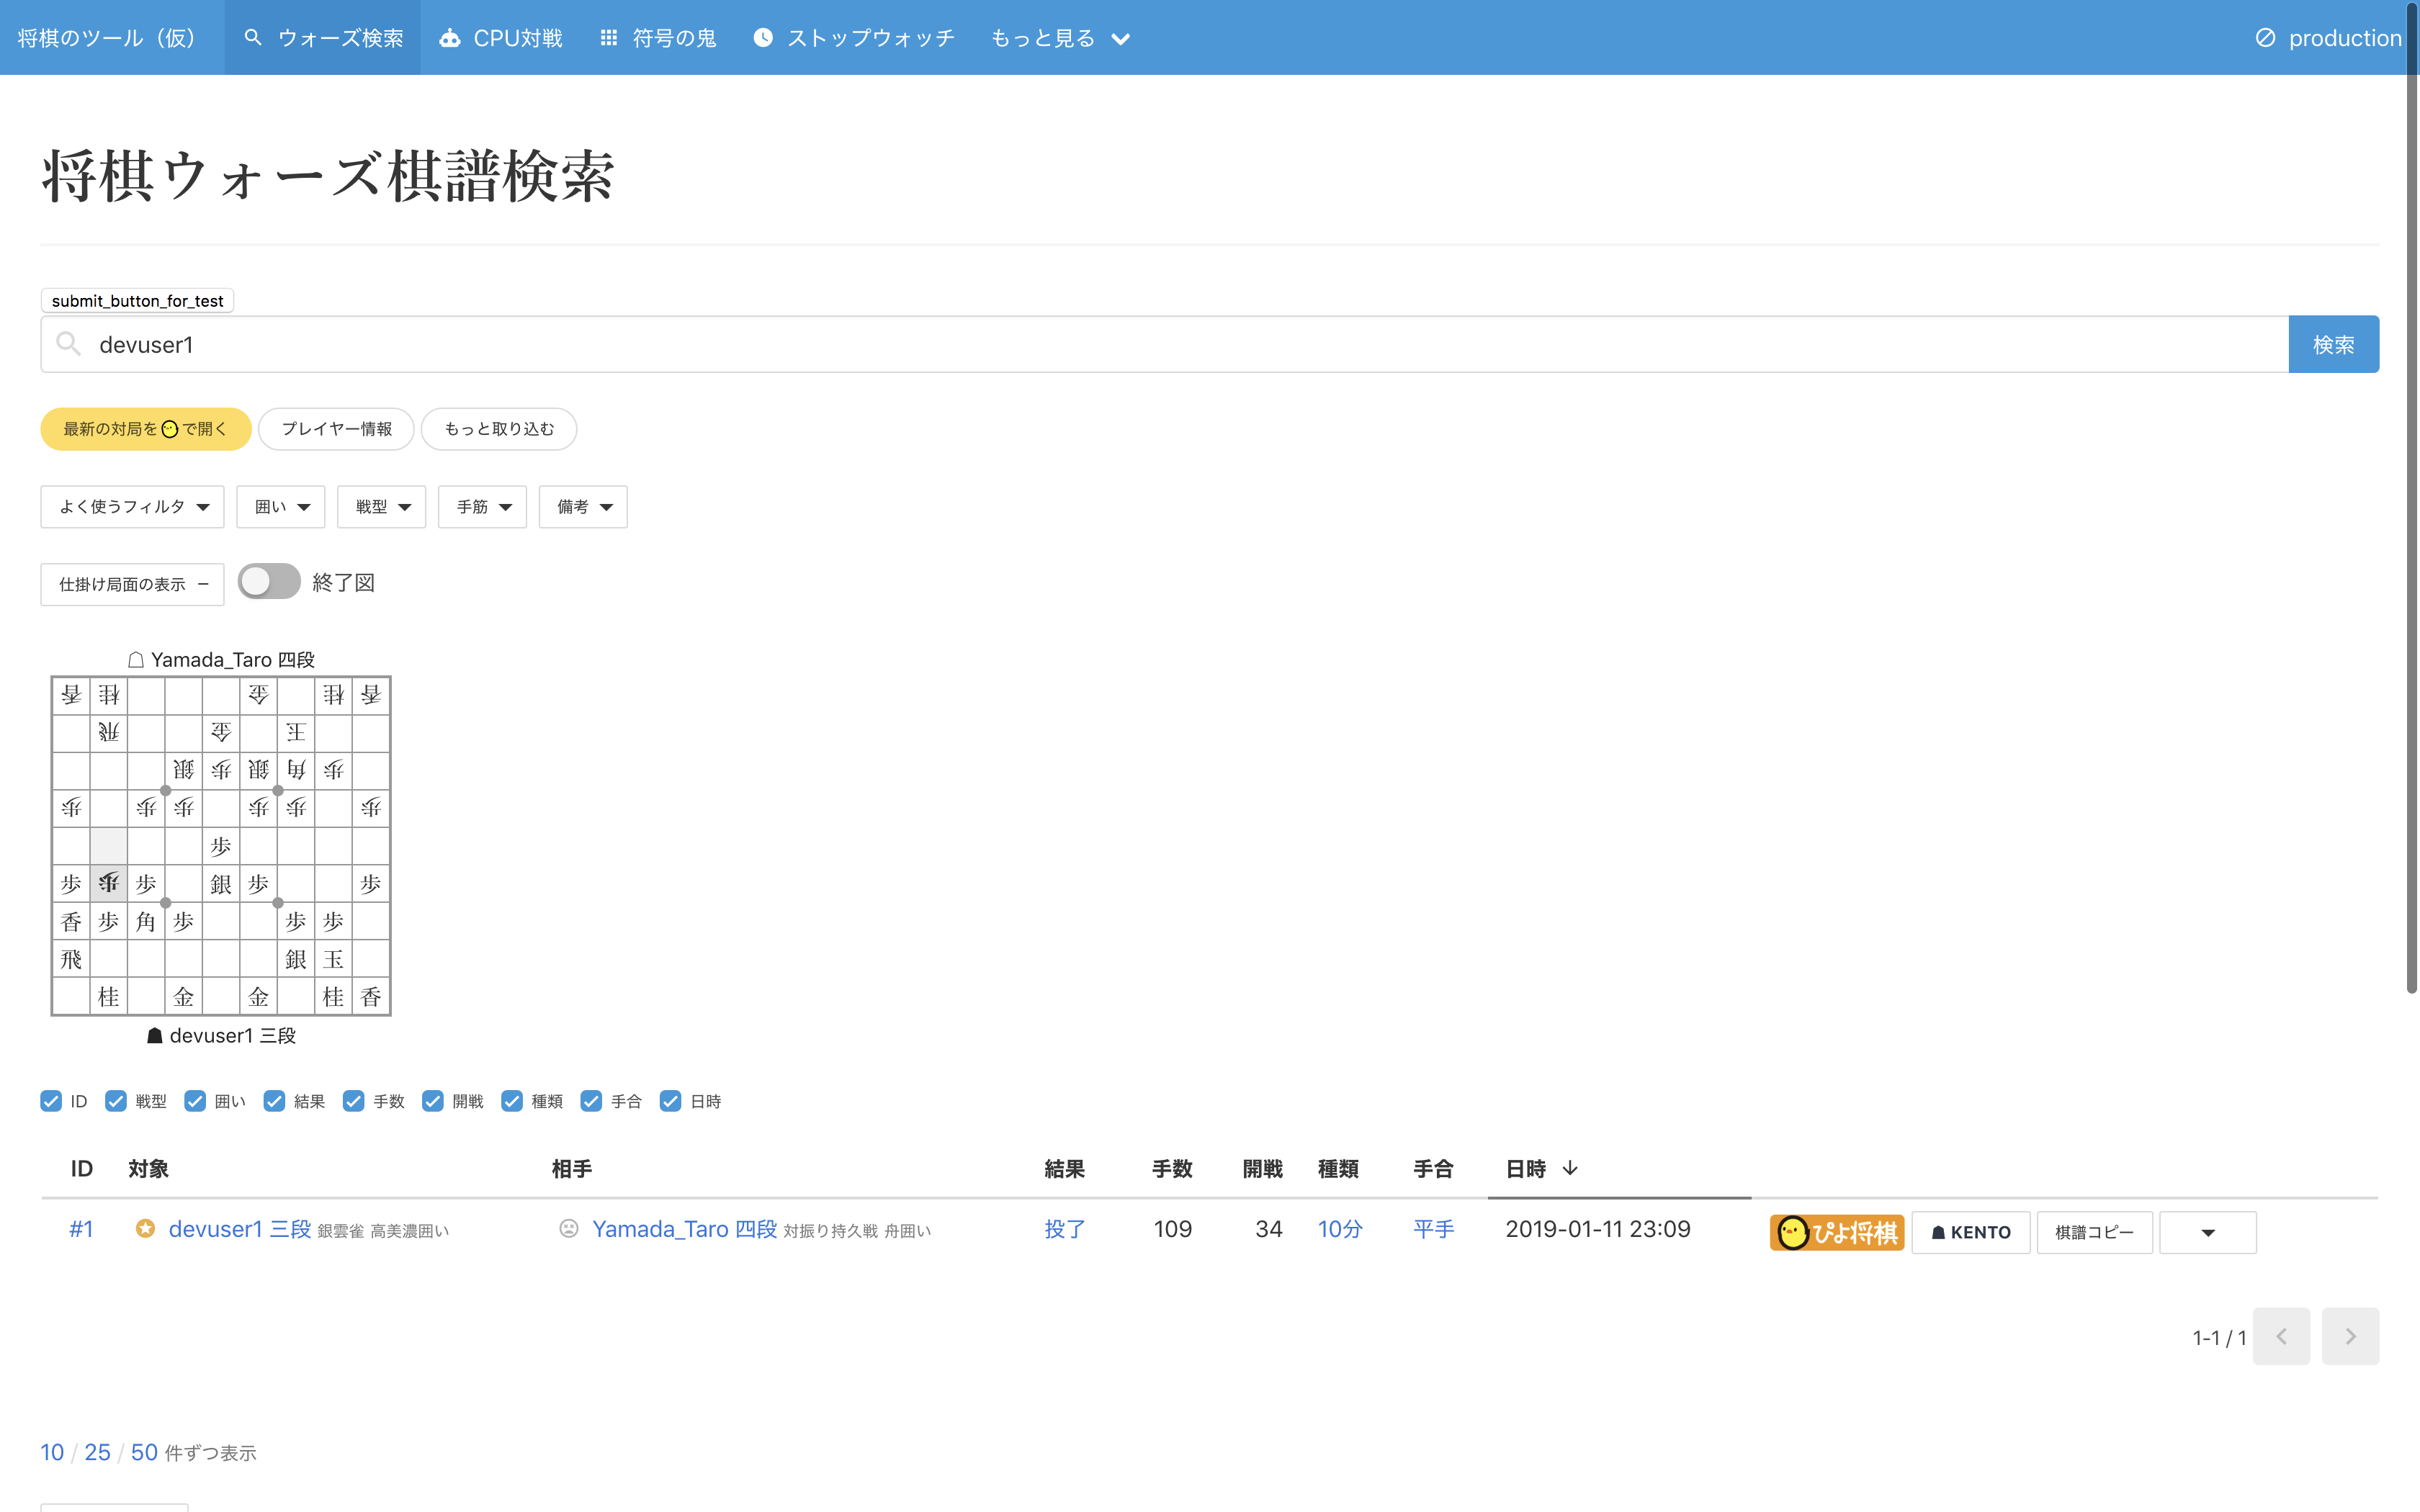 将棋のツール（仮） ウォーズ検索 CPU対戦 符号の鬼 ストップウォッチ もっと見る production
将棋ウォーズ棋譜検索
submit_button_for_test
devuser1 検索
最新の対局を で開く プレイヤー情報 もっと取り込む
よく使うフィルタ 囲い 戦型 手筋 備考
仕掛け局面の表示 終了図
☖ Yamada_Taro 四段
香 桂 金 桂 香
飛 金 王
銀 歩 銀 角 歩
歩 歩 歩 歩 歩 歩
歩
歩 歩 歩 銀 歩 歩
香 歩 角 歩 歩 歩
飛 銀 玉
桂 金 金 桂 香
☗ devuser1 三段
ID 戦型 囲い 結果 手数 開戦 種類 手合 日時
ID 対象 相手 結果 手数 開戦 種類 手合 日時
#1 devuser1 三段 銀雲雀 高美濃囲い Yamada_Taro 四段 対振り持久戦 舟囲い 投了 109 34 10分 平手 2019-01-11 23:09 ぴよ将棋 ☗ KENTO 棋譜コピー
1-1 / 1
10 / 25 / 50 件ずつ表示